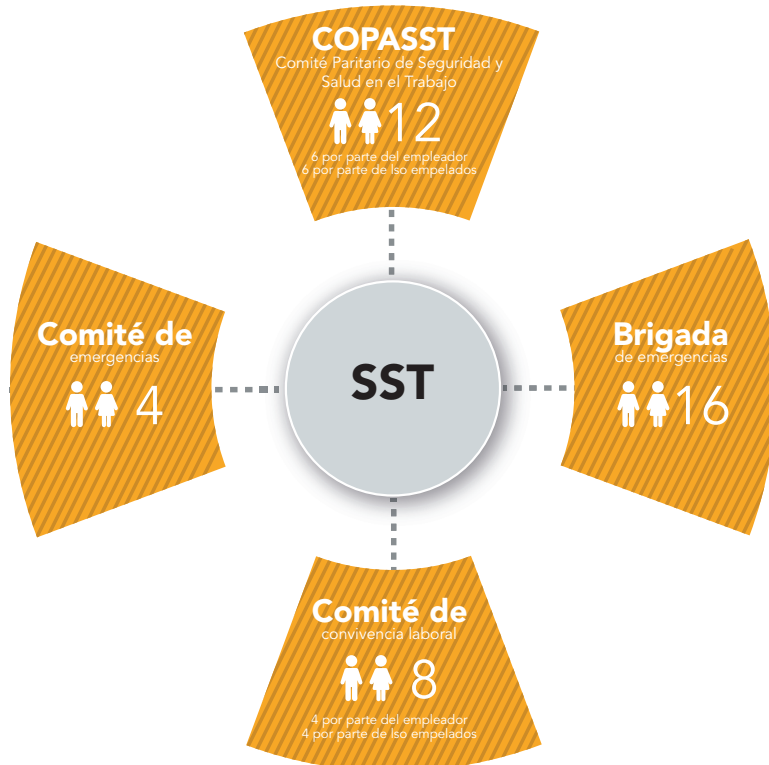 COPASST
Comité Paritario de Seguridad y
Salud en el Trabajo
12
6 por parte del empleador
6 por parte de lso empelados
Comité de
emergencias
4
SST
Brigada
de emergencias
16
Comité de
convivencia laboral
8
4 por parte del empleador
4 por parte de lso empelados